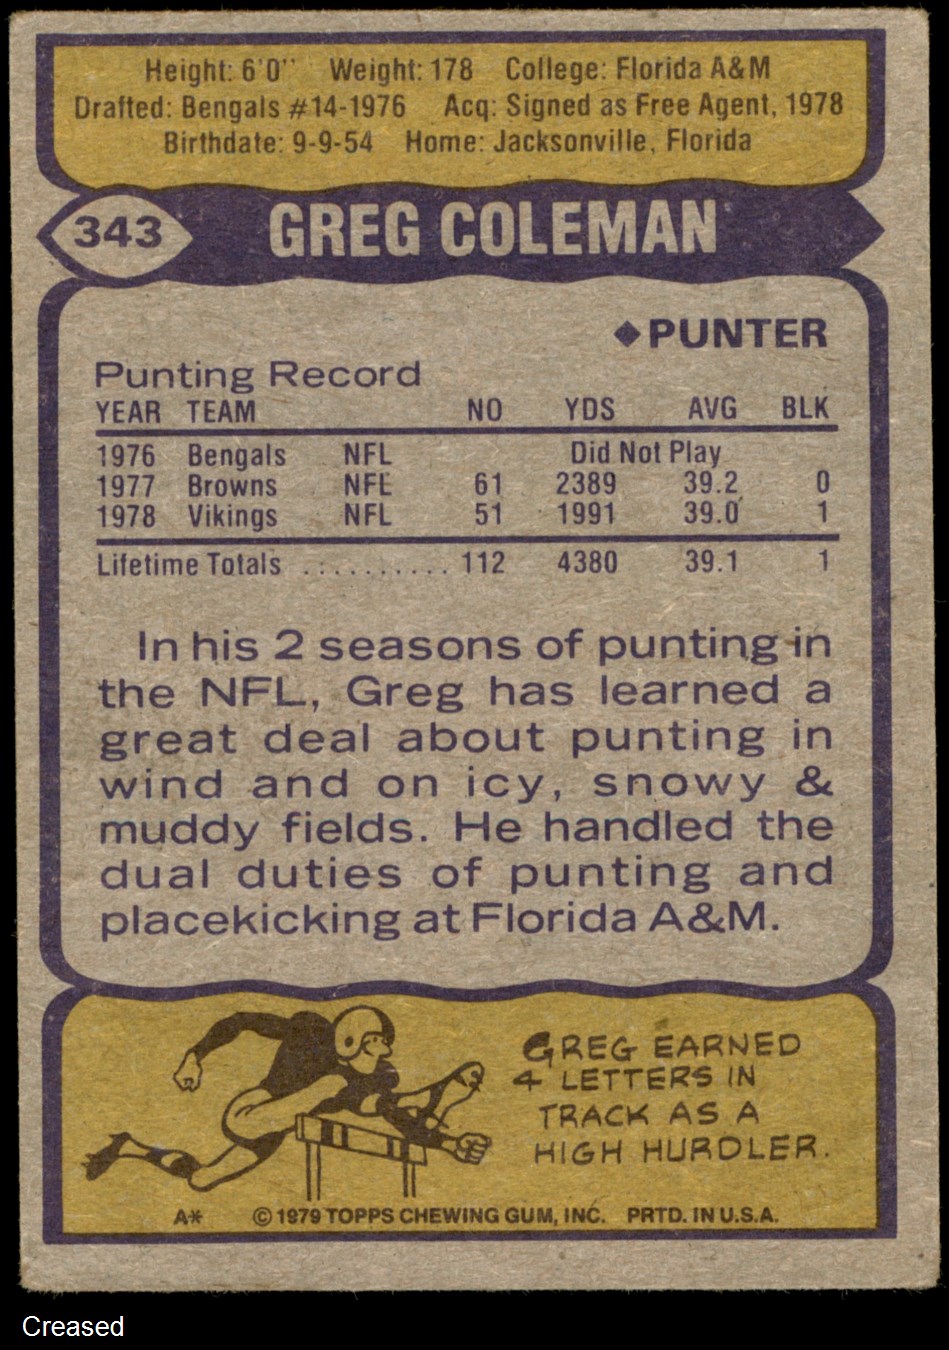 Height: 6'0" Weight: 178 College: Florida A&M
Drafted: Bengals #14-1976 Acq: Signed as Free Agent, 1978
Birthdate: 9-9-54 Home: Jacksonville, Florida
343 GREG COLEMAN
◆PUNTER
Punting Record
YEAR TEAM NO YDS AVG BLK
1976 Bengals NFL Did Not Play
1977 Browns NFL 61 2389 39.2 0
1978 Vikings NFL 51 1991 39.0 1
Lifetime Totals .......... 112 4380 39.1 1
In his 2 seasons of punting in
the NFL, Greg has learned a
great deal about punting in
wind and on icy, snowy &
muddy fields. He handled the
dual duties of punting and
placekicking at Florida A&M.
GREG EARNED
4 LETTERS IN
TRACK AS A
HIGH HURDLER.
A* © 1979 TOPPS CHEWING GUM, INC. PRTD. IN U.S.A.
Creased